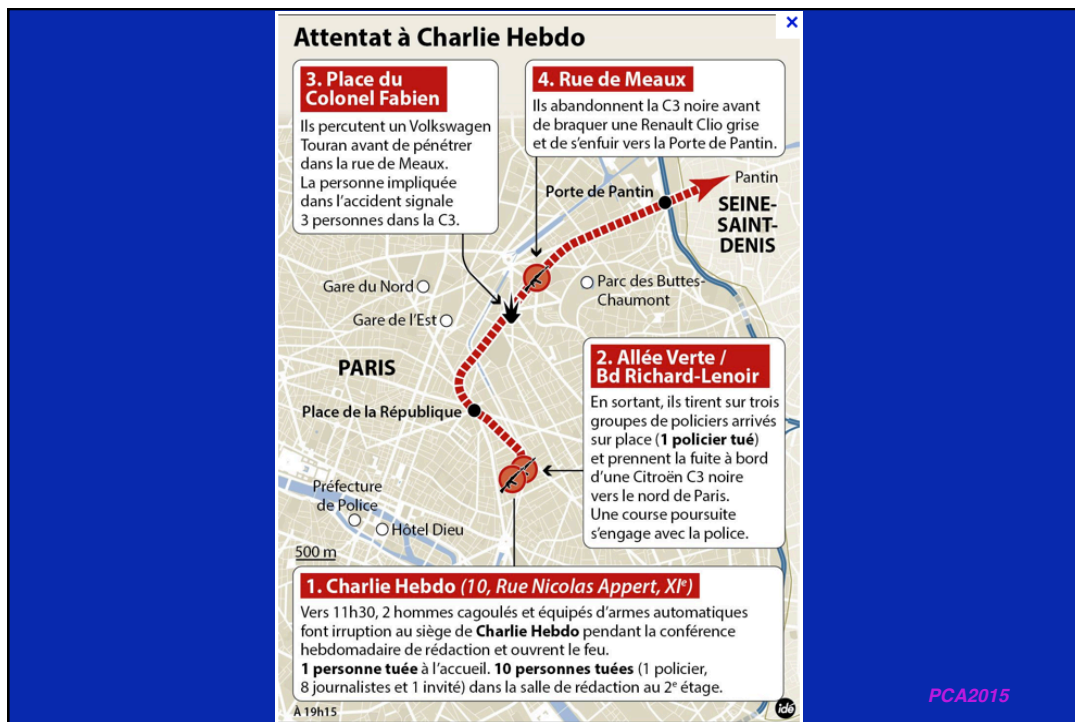 Attentat à Charlie Hebdo
×
3. Place du
Colonel Fabien
Ils percutent un Volkswagen
Touran avant de pénétrer
dans la rue de Meaux.
La personne impliquée
dans l'accident signale
3 personnes dans la C3.
4. Rue de Meaux
Ils abandonnent la C3 noire avant
de braquer une Renault Clio grise
et de s'enfuir vers la Porte de Pantin.
Pantin
Porte de Pantin
SEINE-
SAINT-
DENIS
Gare du Nord
Parc des Buttes-
Chaumont
Gare de l'Est
PARIS
Place de la République
2. Allée Verte /
Bd Richard-Lenoir
En sortant, ils tirent sur trois
groupes de policiers arrivés
sur place (1 policier tué)
et prennent la fuite à bord
d'une Citroën C3 noire
vers le nord de Paris.
Une course poursuite
s'engage avec la police.
Préfecture
de Police
Hôtel Dieu
500 m
1. Charlie Hebdo (10, Rue Nicolas Appert, XIe)
Vers 11h30, 2 hommes cagoulés et équipés d'armes automatiques
font irruption au siège de Charlie Hebdo pendant la conférence
hebdomadaire de rédaction et ouvrent le feu.
1 personne tuée à l'accueil. 10 personnes tuées (1 policier,
8 journalistes et 1 invité) dans la salle de rédaction au 2e étage.
À 19h15
idé
PCA2015